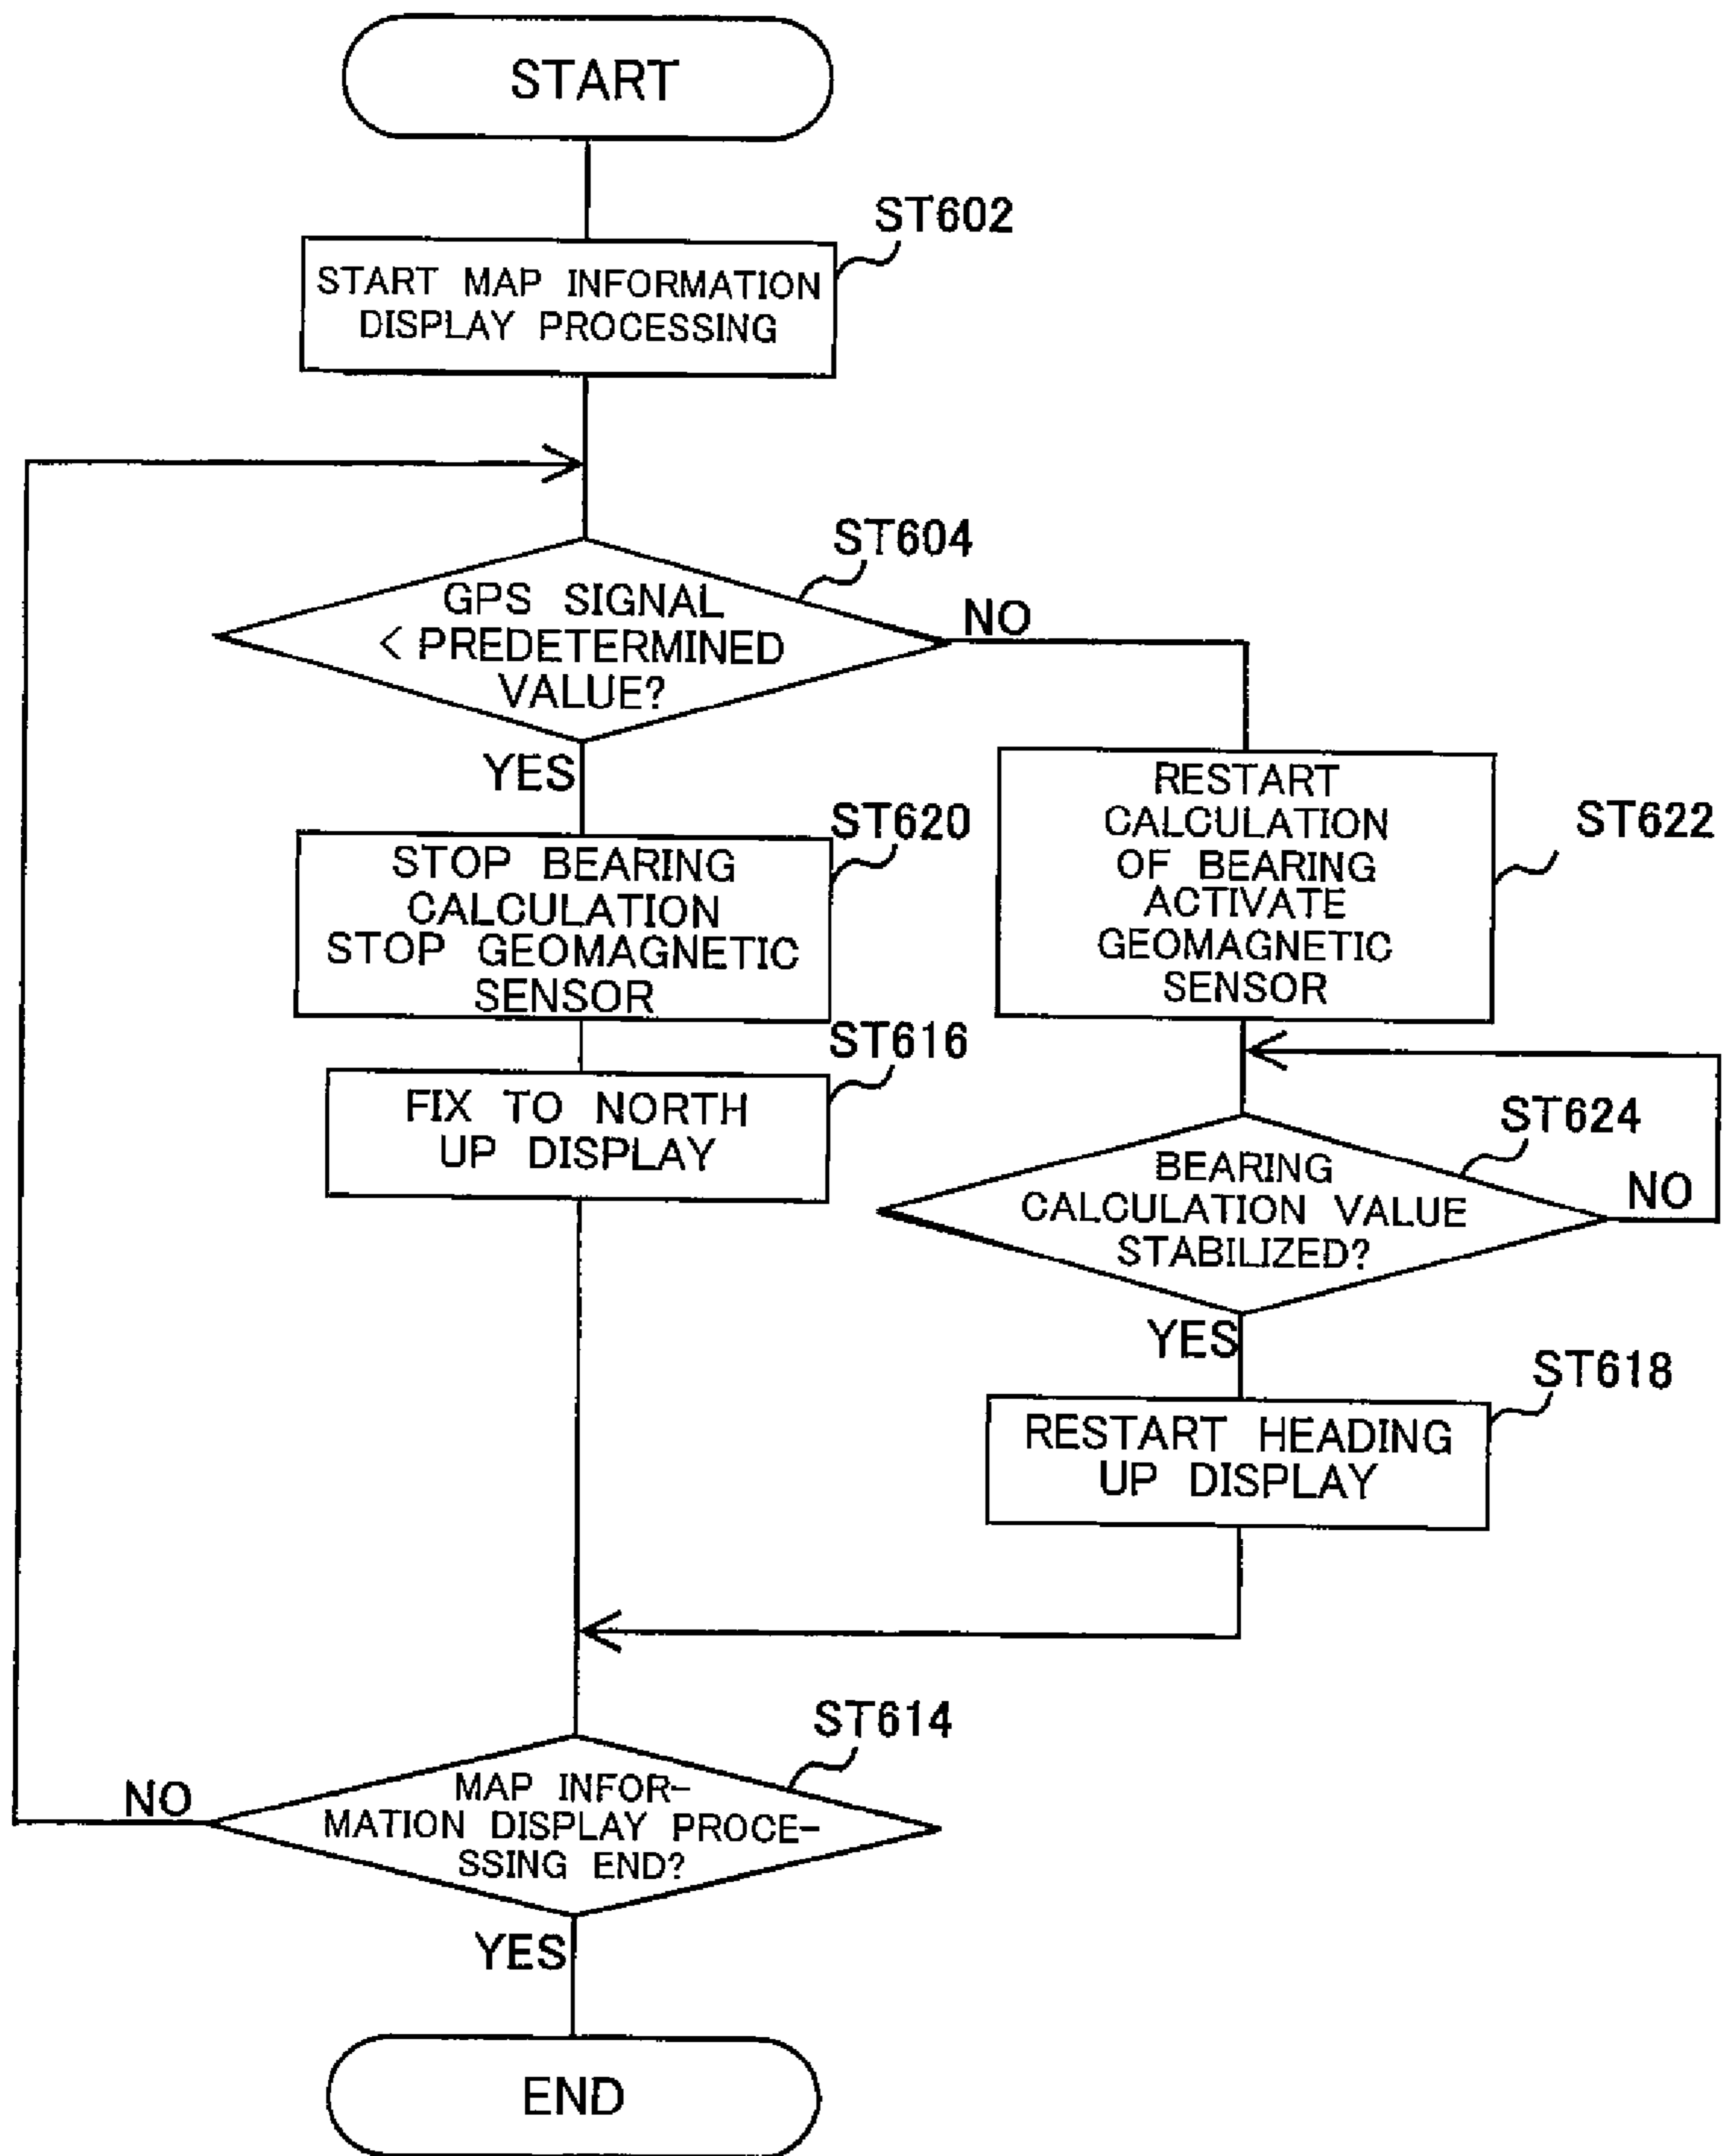 START
ST602
START MAP INFORMATION
DISPLAY PROCESSING
ST604
GPS SIGNAL
< PREDETERMINED
VALUE?
NO
YES
ST620
STOP BEARING
CALCULATION
STOP GEOMAGNETIC
SENSOR
ST622
RESTART
CALCULATION
OF BEARING
ACTIVATE
GEOMAGNETIC
SENSOR
ST616
FIX TO NORTH
UP DISPLAY
ST624
BEARING
CALCULATION VALUE
STABILIZED?
NO
YES
ST618
RESTART HEADING
UP DISPLAY
ST614
MAP INFOR-
MATION DISPLAY PROCE-
SSING END?
NO
YES
END